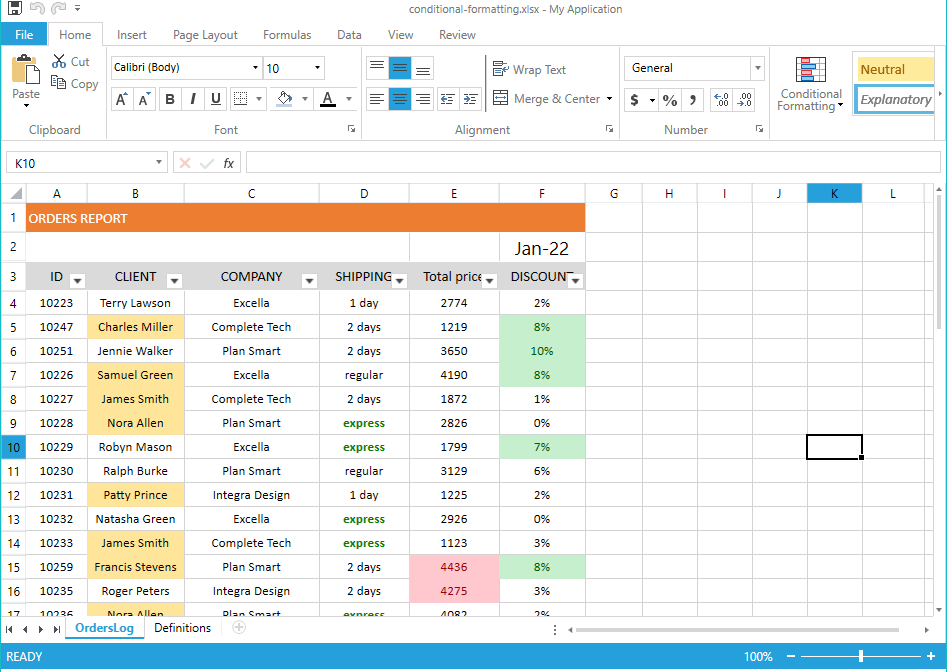 conditional-formatting.xlsx - My Application
File Home Insert Page Layout Formulas Data View Review
Cut
Copy
Paste
Calibri (Body) 10
A A B I U A
Wrap Text
Merge & Center
General
$ % ,
←.0 .00 .00 →.0
Conditional
Formatting
Neutral
Explanatory
Clipboard Font Alignment Number
K10 fx
A B C D E F G H I J K L
1 ORDERS REPORT
2 Jan-22
3 ID CLIENT COMPANY SHIPPING Total price DISCOUNT
4 10223 Terry Lawson Excella 1 day 2774 2%
5 10247 Charles Miller Complete Tech 2 days 1219 8%
6 10251 Jennie Walker Plan Smart 2 days 3650 10%
7 10226 Samuel Green Excella regular 4190 8%
8 10227 James Smith Complete Tech 2 days 1872 1%
9 10228 Nora Allen Plan Smart express 2826 0%
10 10229 Robyn Mason Excella express 1799 7%
11 10230 Ralph Burke Plan Smart regular 3129 6%
12 10231 Patty Prince Integra Design 1 day 1225 2%
13 10232 Natasha Green Excella express 2926 0%
14 10233 James Smith Complete Tech express 1123 3%
15 10259 Francis Stevens Plan Smart 2 days 4436 8%
16 10235 Roger Peters Integra Design 2 days 4275 3%
17 10236 Nora Allen Plan Smart express 4082 2%
OrdersLog Definitions
READY 100%